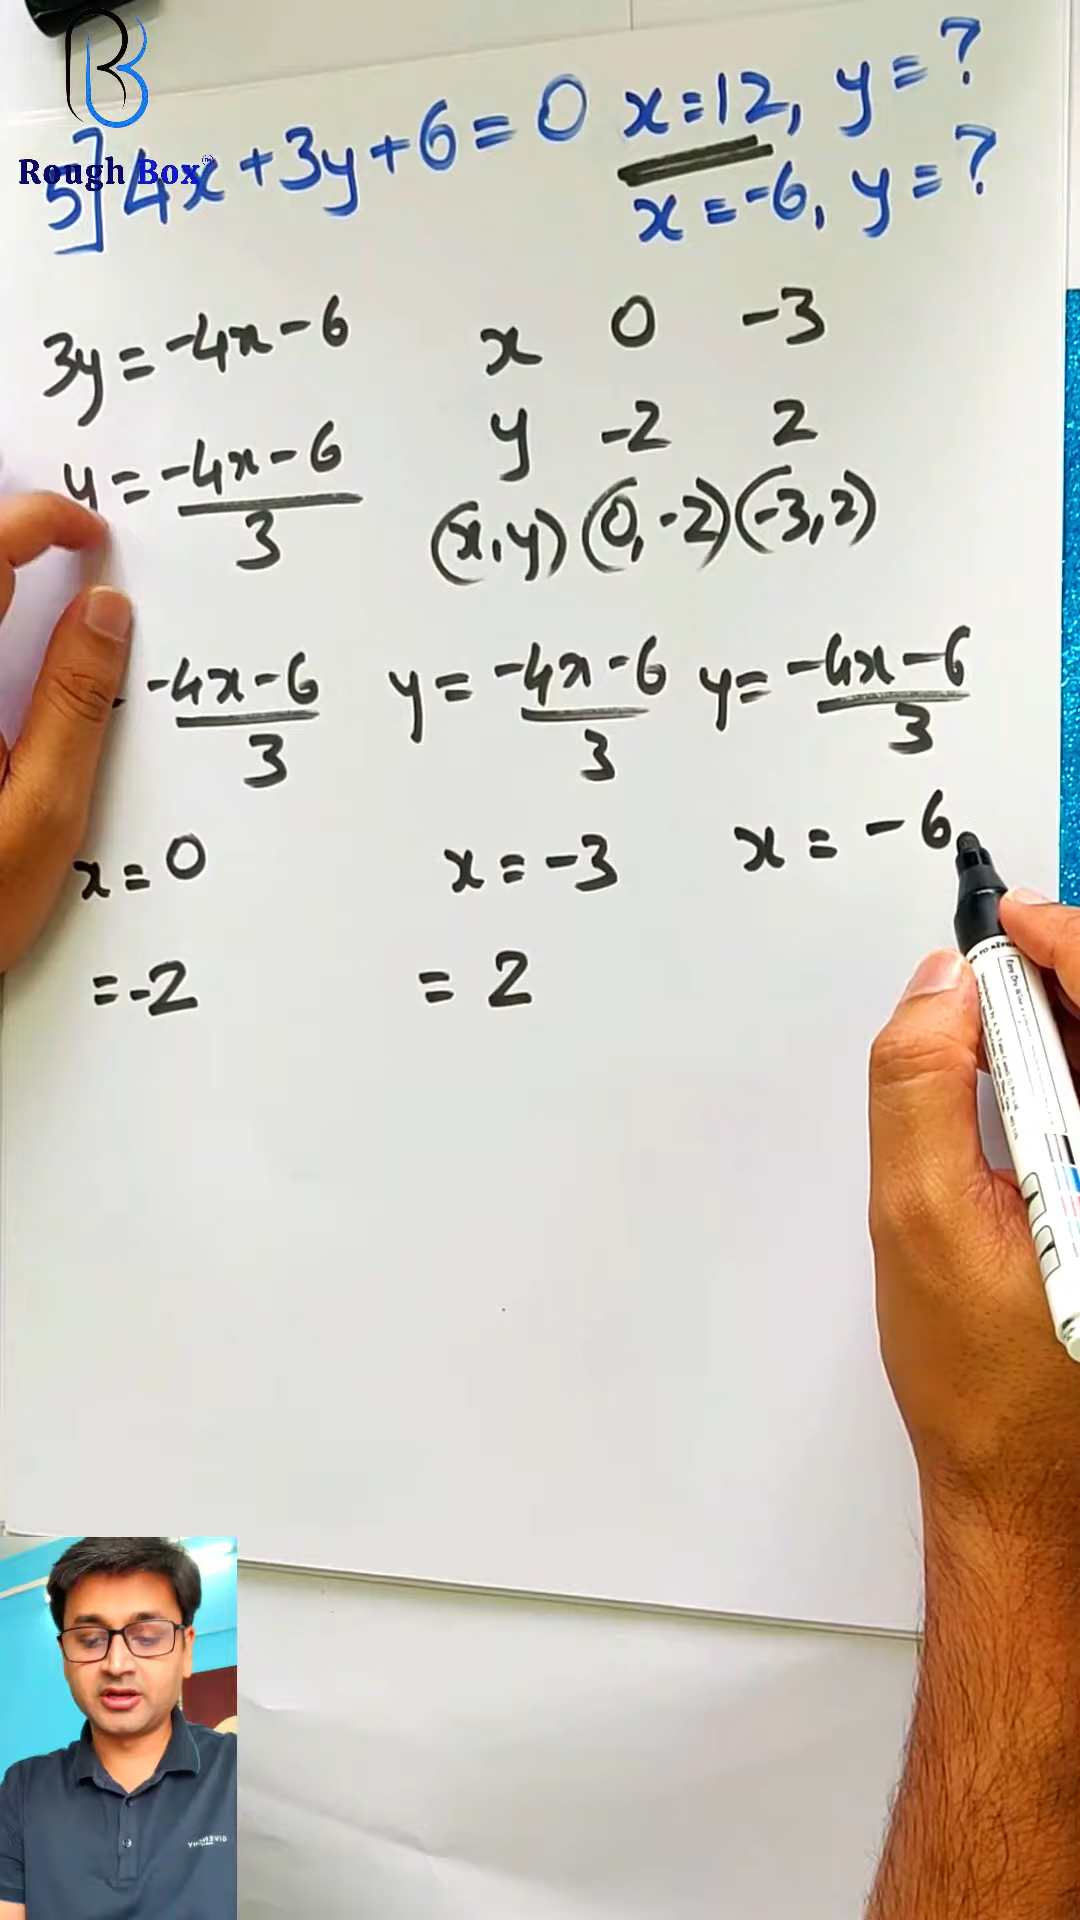 Rough Box
5] 4x+3y+6=0 x=12, y=?
x=-6, y=?
3y=-4x-6
x 0 -3
y=-4x-6
3
y -2 2
(x,y) (0,-2) (-3,2)
-4x-6
3
y=-4x-6
3
y=-4x-6
3
x=0
x=-3
x=-6
=-2
=2